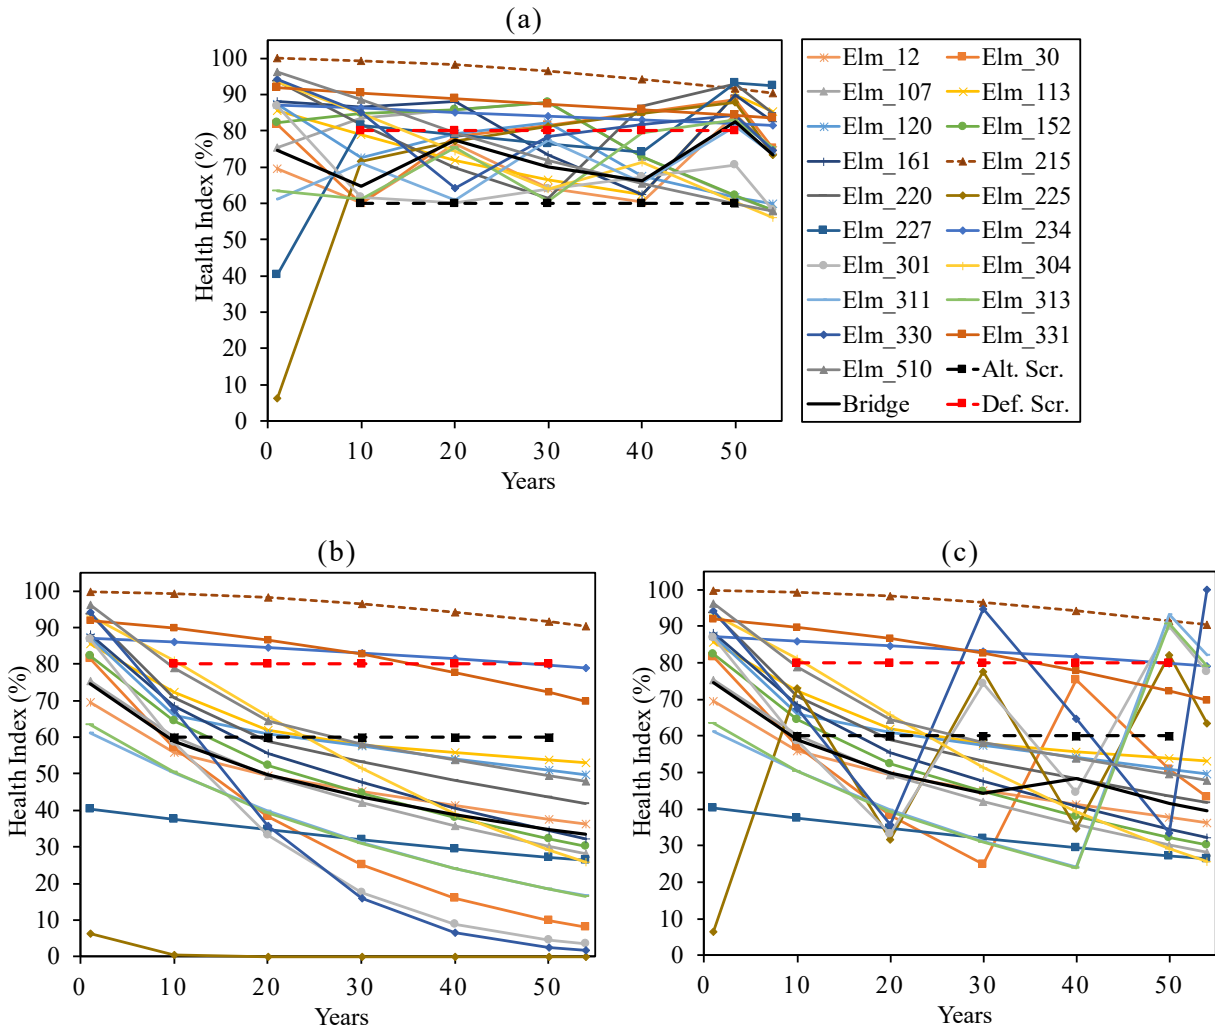 (a)
Health Index (%)
100
90
80
70
60
50
40
30
20
10
0
0 10 20 30 40 50
Years
Elm_12 Elm_30
Elm_107 Elm_113
Elm_120 Elm_152
Elm_161 Elm_215
Elm_220 Elm_225
Elm_227 Elm_234
Elm_301 Elm_304
Elm_311 Elm_313
Elm_330 Elm_331
Elm_510 Alt. Scr.
Bridge Def. Scr.
(b)
Health Index (%)
100
90
80
70
60
50
40
30
20
10
0
0 10 20 30 40 50
Years
(c)
Health Index (%)
100
90
80
70
60
50
40
30
20
10
0
0 10 20 30 40 50
Years